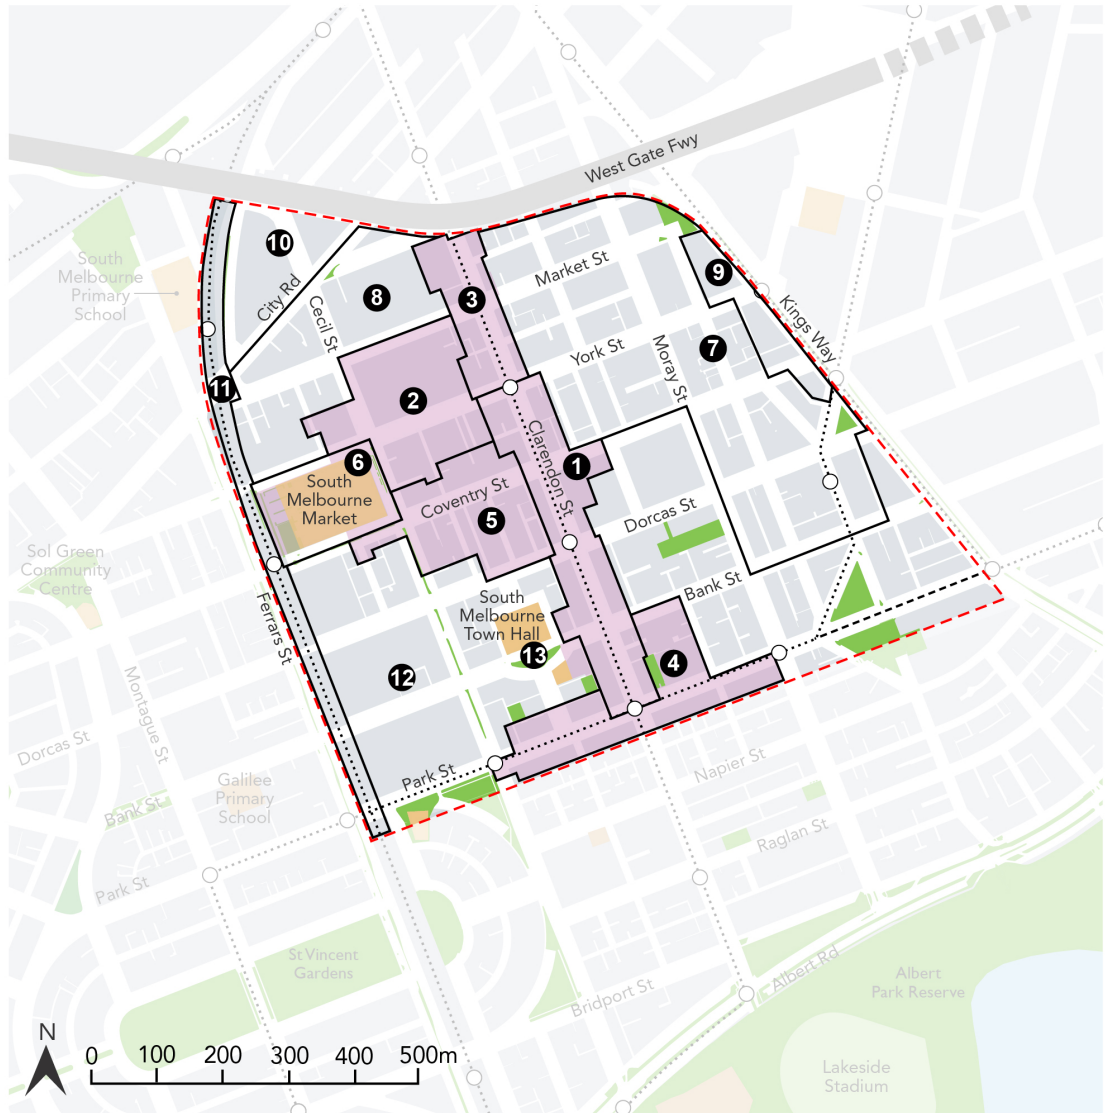 West Gate Fwy
10
South
Melbourne
Primary
School
City Rd
Cecil St
8
3
Market St
9
Kings Way
York St
Moray St
7
11
2
Clarendon St
6
1
South
Melbourne
Market
Coventry St
5
Dorcas St
Sol Green
Community
Centre
Ferrars St
South
Melbourne
Town Hall
Bank St
13
4
12
Montague St
Dorcas St
Park St
Napier St
Galilee
Primary
School
Bank St
Raglan St
Park St
St Vincent
Gardens
Albert Rd
Albert
Park Reserve
Bridport St
Lakeside
Stadium
N
0 100 200 300 400 500m